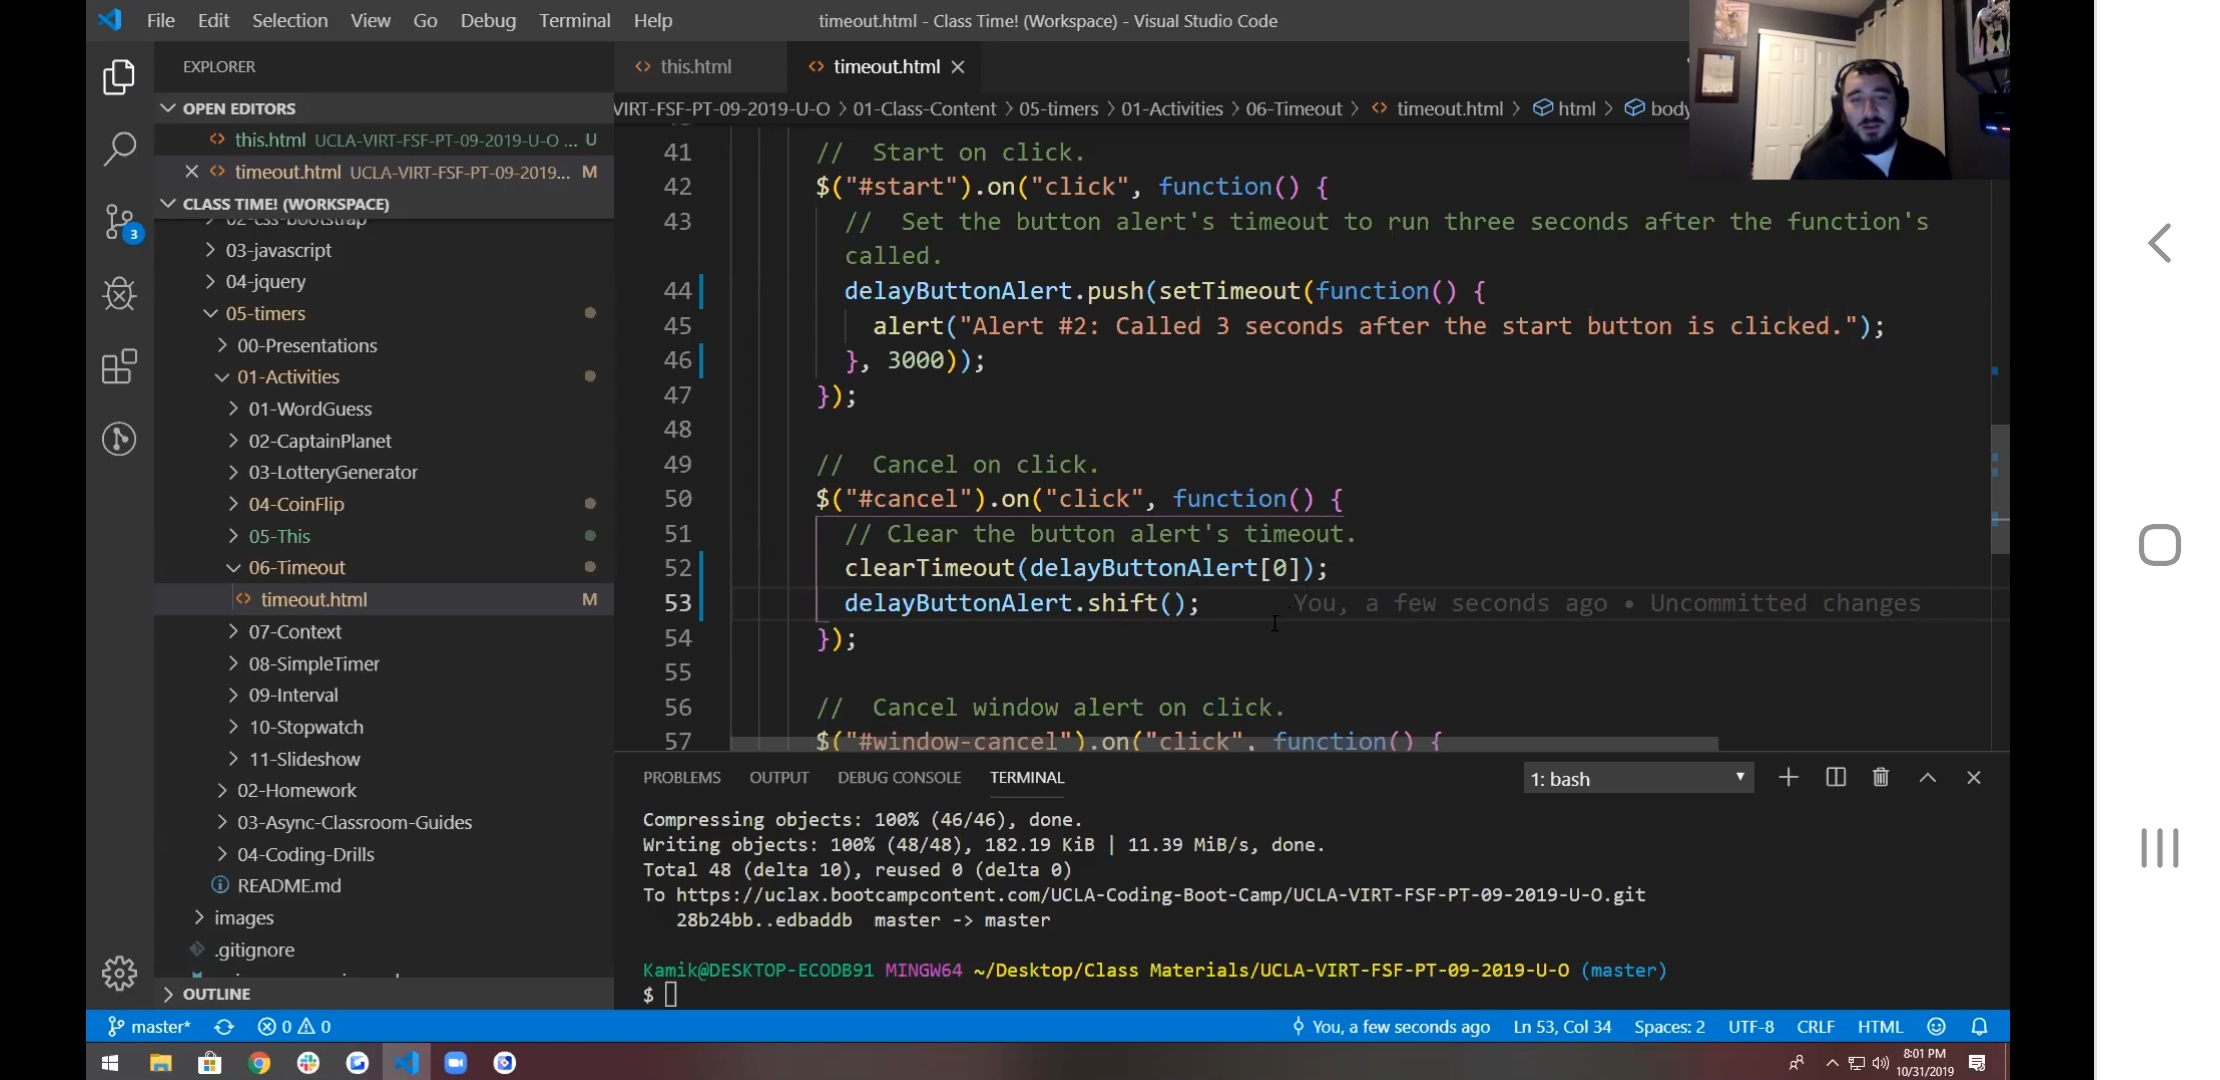 File Edit Selection View Go Debug Terminal Help
timeout.html - Class Time! (Workspace) - Visual Studio Code
EXPLORER
OPEN EDITORS
this.html UCLA-VIRT-FSF-PT-09-2019-U-O ... U
timeout.html UCLA-VIRT-FSF-PT-09-2019... M
CLASS TIME! (WORKSPACE)
02-css-bootstrap
03-javascript
04-jquery
05-timers
00-Presentations
01-Activities
01-WordGuess
02-CaptainPlanet
03-LotteryGenerator
04-CoinFlip
05-This
06-Timeout
timeout.html M
07-Context
08-SimpleTimer
09-Interval
10-Stopwatch
11-Slideshow
02-Homework
03-Async-Classroom-Guides
04-Coding-Drills
README.md
images
.gitignore
OUTLINE
3
this.html timeout.html
VIRT-FSF-PT-09-2019-U-O > 01-Class-Content > 05-timers > 01-Activities > 06-Timeout > timeout.html > html > body
41 // Start on click.
42 $("#start").on("click", function() {
43 // Set the button alert's timeout to run three seconds after the function's
called.
44 delayButtonAlert.push(setTimeout(function() {
45 alert("Alert #2: Called 3 seconds after the start button is clicked.");
46 }, 3000));
47 });
48
49 // Cancel on click.
50 $("#cancel").on("click", function() {
51 // Clear the button alert's timeout.
52 clearTimeout(delayButtonAlert[0]);
53 delayButtonAlert.shift(); You, a few seconds ago • Uncommitted changes
54 });
55
56 // Cancel window alert on click.
57 $("#window-cancel").on("click", function() {
PROBLEMS OUTPUT DEBUG CONSOLE TERMINAL
1: bash
Compressing objects: 100% (46/46), done.
Writing objects: 100% (48/48), 182.19 KiB | 11.39 MiB/s, done.
Total 48 (delta 10), reused 0 (delta 0)
To https://uclax.bootcampcontent.com/UCLA-Coding-Boot-Camp/UCLA-VIRT-FSF-PT-09-2019-U-O.git
28b24bb..edbaddb master -> master
Kamik@DESKTOP-ECODB91 MINGW64 ~/Desktop/Class Materials/UCLA-VIRT-FSF-PT-09-2019-U-O (master)
$
master* 0 0
You, a few seconds ago Ln 53, Col 34 Spaces: 2 UTF-8 CRLF HTML
8:01 PM
10/31/2019